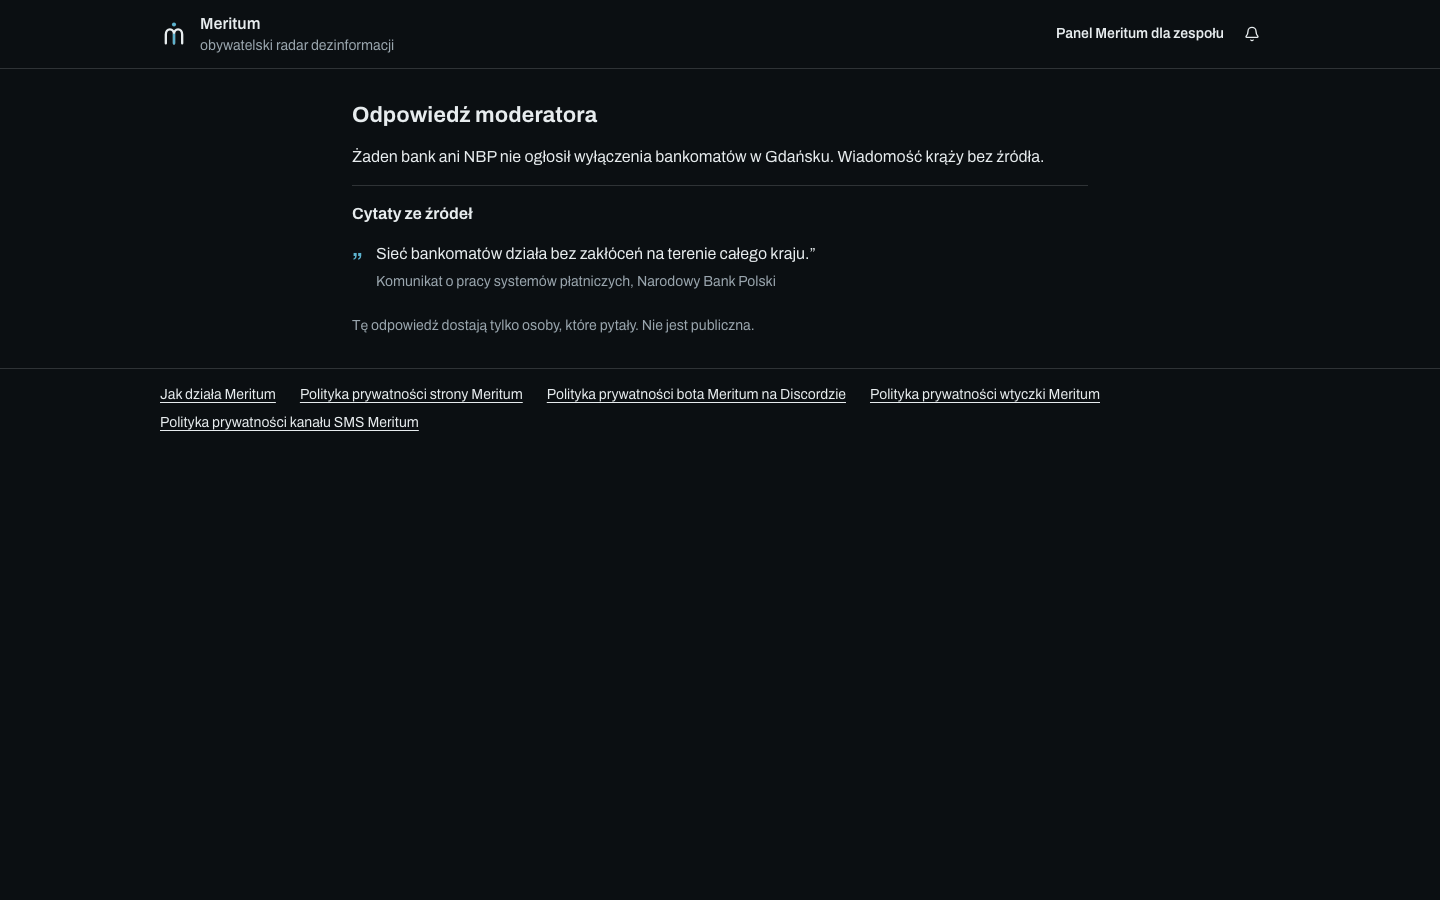 Meritum
obywatelski radar dezinformacji
Panel Meritum dla zespołu
Odpowiedź moderatora
Żaden bank ani NBP nie ogłosił wyłączenia bankomatów w Gdańsku. Wiadomość krąży bez źródła.
Cytaty ze źródeł
” Sieć bankomatów działa bez zakłóceń na terenie całego kraju.”
Komunikat o pracy systemów płatniczych, Narodowy Bank Polski
Tę odpowiedź dostają tylko osoby, które pytały. Nie jest publiczna.
Jak działa Meritum
Polityka prywatności strony Meritum
Polityka prywatności bota Meritum na Discordzie
Polityka prywatności wtyczki Meritum
Polityka prywatności kanału SMS Meritum